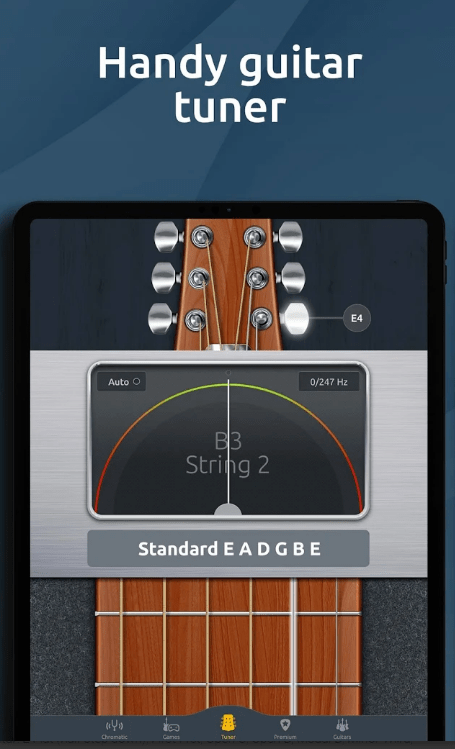 Handy guitar
tuner
E4
Auto
0/247 Hz
B3
String 2
Standard E A D G B E
Chromatic
Games
Tuner
Premium
Guitars